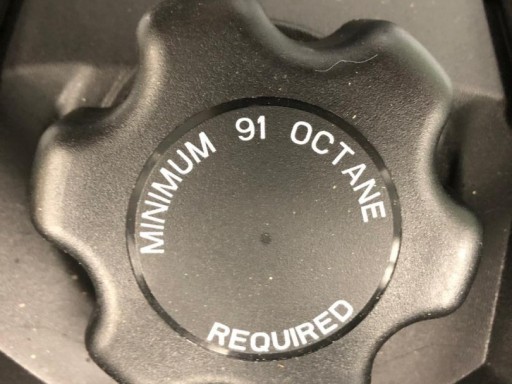 MINIMUM 91 OCTANE
REQUIRED